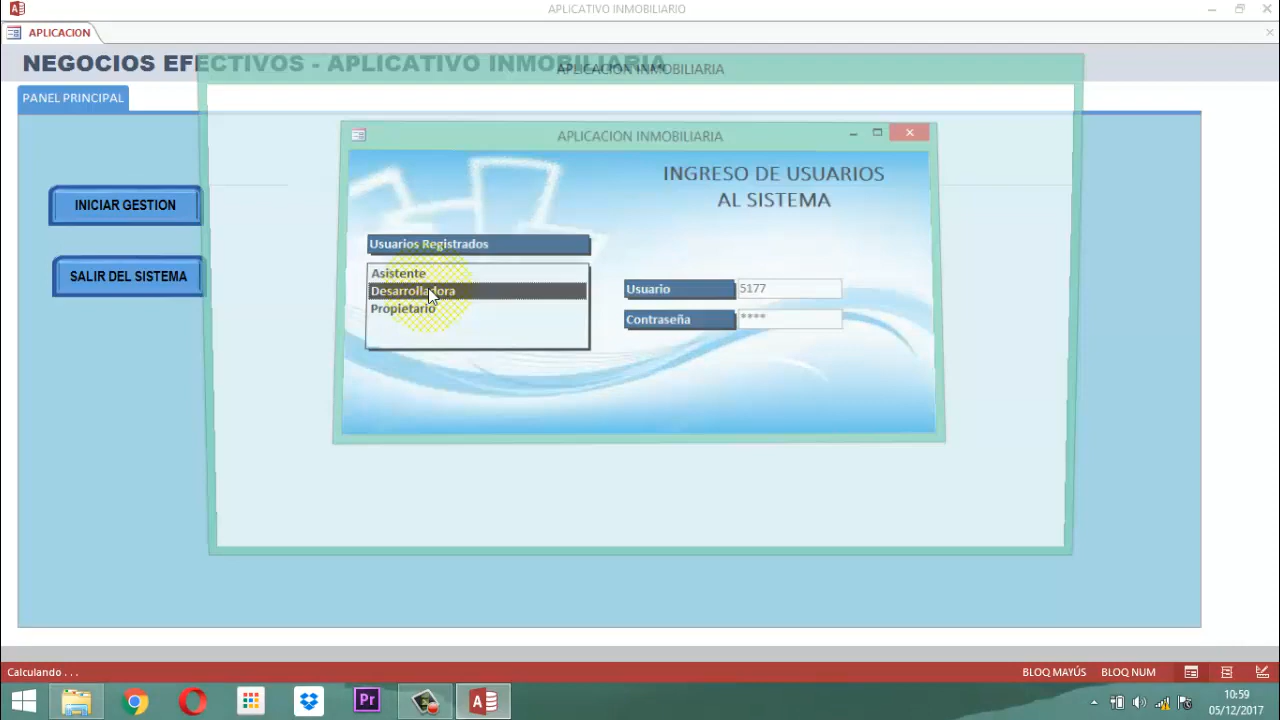 APLICATIVO INMOBILIARIO
APLICACION
NEGOCIOS EFECTIVOS - APLICATIVO INMOBILIARIA
APLICACION INMOBILIARIA
PANEL PRINCIPAL
APLICACION INMOBILIARIA
INGRESO DE USUARIOS
AL SISTEMA
INICIAR GESTION
SALIR DEL SISTEMA
Usuarios Registrados
Asistente
Desarrolladora
Propietario
Usuario 5177
Contraseña ****
Calculando . . .
BLOQ MAYÚS BLOQ NUM
Pr
10:59
05/12/2017